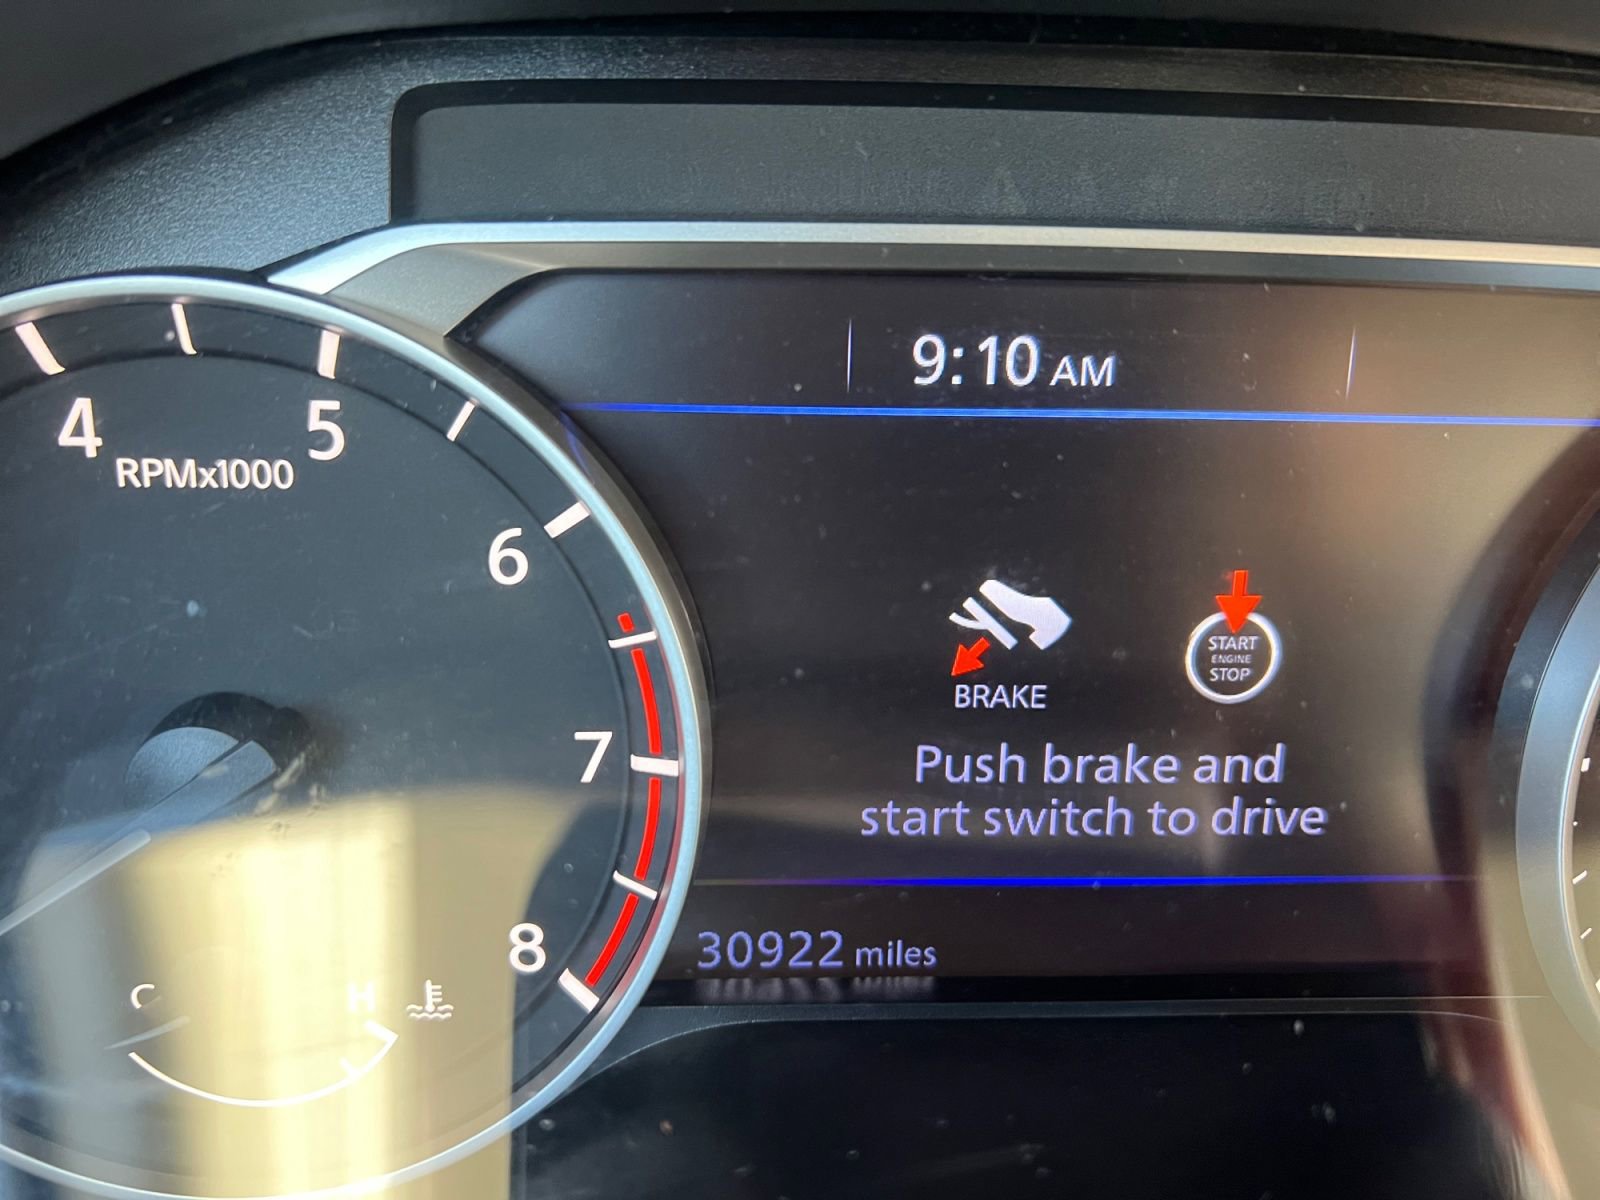 9:10 AM
4
5
RPMx1000
6
7
8
BRAKE
START
ENGINE
STOP
Push brake and
start switch to drive
30922 miles
C
H